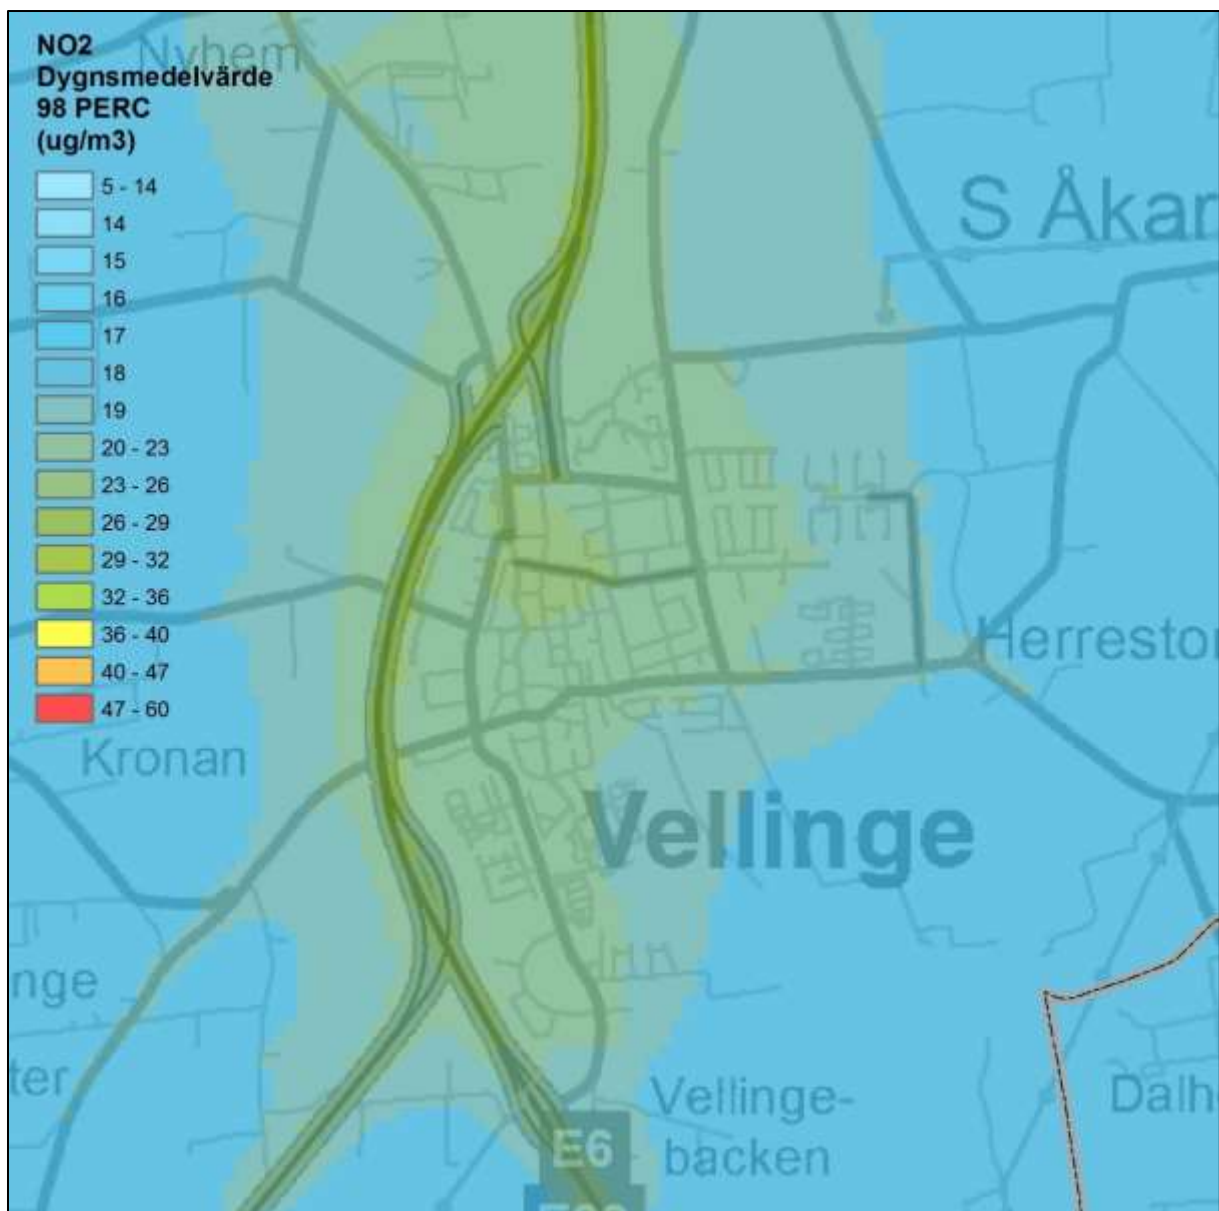 NO2
Dygnsmedelvärde
98 PERC
(ug/m3)
5 - 14
14
15
16
17
18
19
20 - 23
23 - 26
26 - 29
29 - 32
32 - 36
36 - 40
40 - 47
47 - 60
Nyhem
S Åkar
Herrestor
Kronan
Vellinge
nge
ter
Vellinge-
backen
Dalh
E6